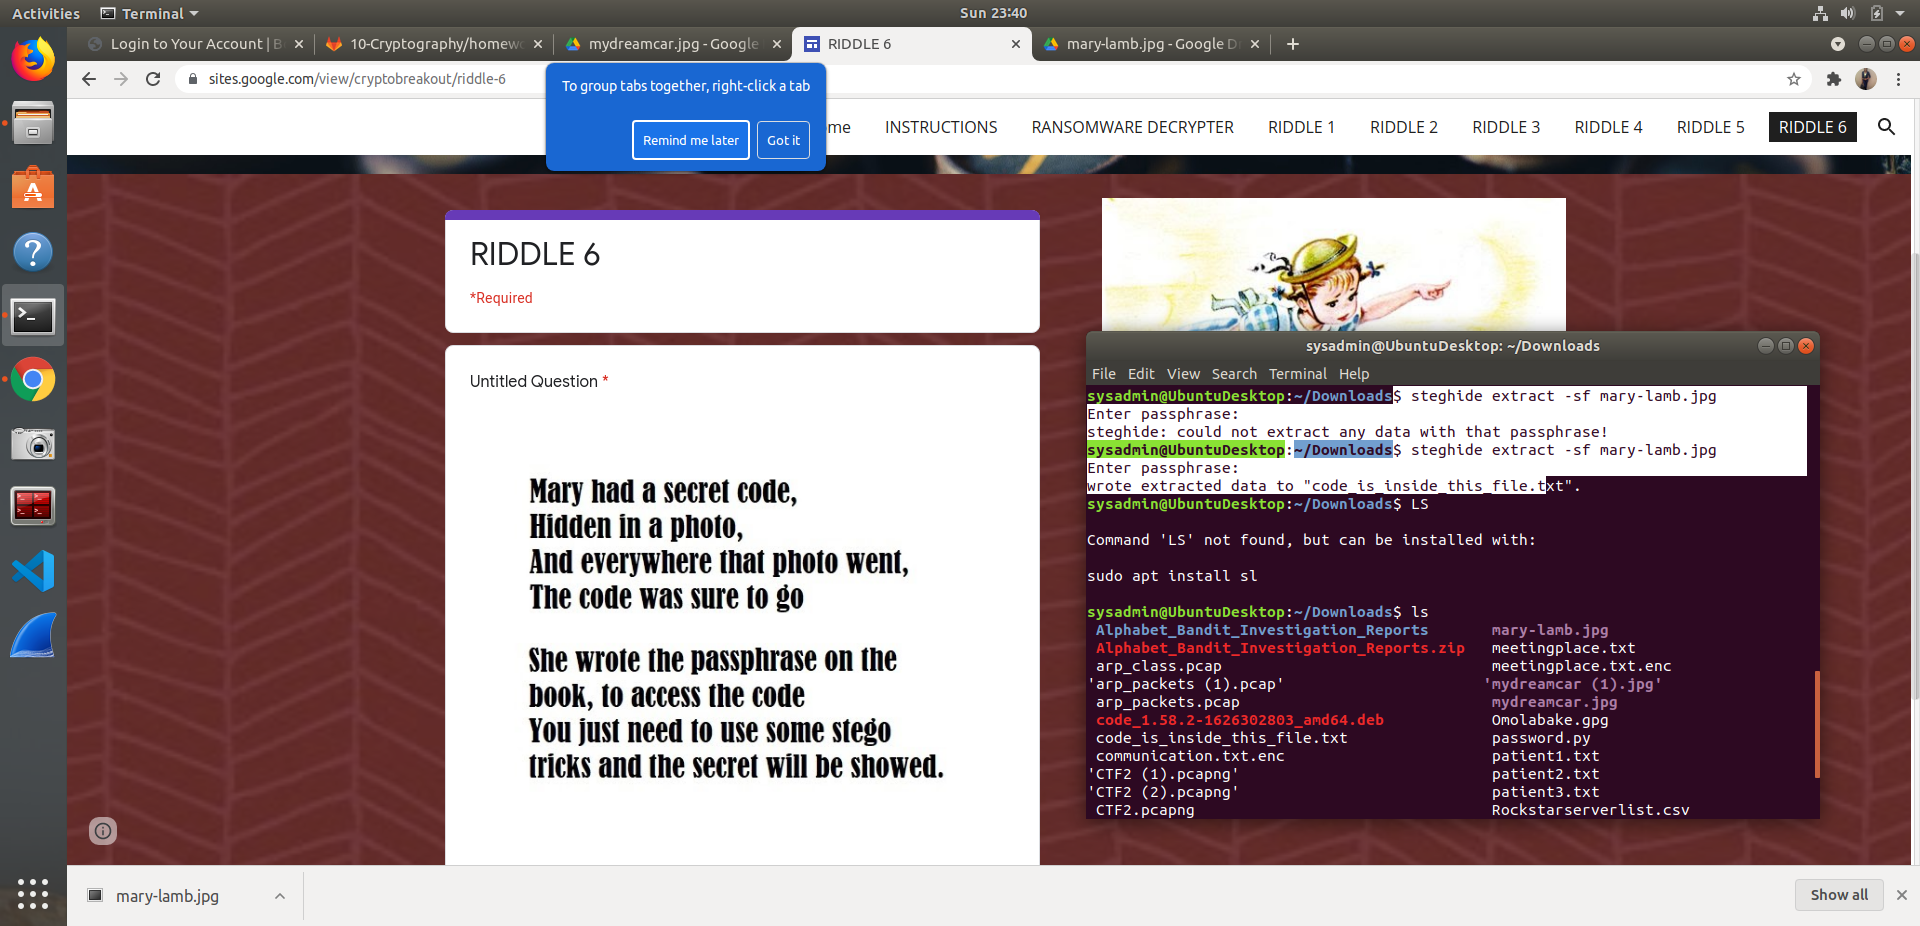 Activities Terminal Sun 23:40
Login to Your Account | B
10-Cryptography/homewo
mydreamcar.jpg - Google
RIDDLE 6
mary-lamb.jpg - Google D
sites.google.com/view/cryptobreakout/riddle-6
To group tabs together, right-click a tab
Remind me later Got it
me INSTRUCTIONS RANSOMWARE DECRYPTER RIDDLE 1 RIDDLE 2 RIDDLE 3 RIDDLE 4 RIDDLE 5 RIDDLE 6
RIDDLE 6
*Required
Untitled Question *
Mary had a secret code,
Hidden in a photo,
And everywhere that photo went,
The code was sure to go
She wrote the passphrase on the
book, to access the code
You just need to use some stego
tricks and the secret will be showed.
sysadmin@UbuntuDesktop: ~/Downloads
File Edit View Search Terminal Help
sysadmin@UbuntuDesktop:~/Downloads$ steghide extract -sf mary-lamb.jpg
Enter passphrase:
steghide: could not extract any data with that passphrase!
sysadmin@UbuntuDesktop:~/Downloads$ steghide extract -sf mary-lamb.jpg
Enter passphrase:
wrote extracted data to "code_is_inside_this_file.txt".
sysadmin@UbuntuDesktop:~/Downloads$ LS
Command 'LS' not found, but can be installed with:
sudo apt install sl
sysadmin@UbuntuDesktop:~/Downloads$ ls
Alphabet_Bandit_Investigation_Reports mary-lamb.jpg
Alphabet_Bandit_Investigation_Reports.zip meetingplace.txt
arp_class.pcap meetingplace.txt.enc
'arp_packets (1).pcap' 'mydreamcar (1).jpg'
arp_packets.pcap mydreamcar.jpg
code_1.58.2-1626302803_amd64.deb Omolabake.gpg
code_is_inside_this_file.txt password.py
communication.txt.enc patient1.txt
'CTF2 (1).pcapng' patient2.txt
'CTF2 (2).pcapng' patient3.txt
CTF2.pcapng Rockstarserverlist.csv
mary-lamb.jpg Show all